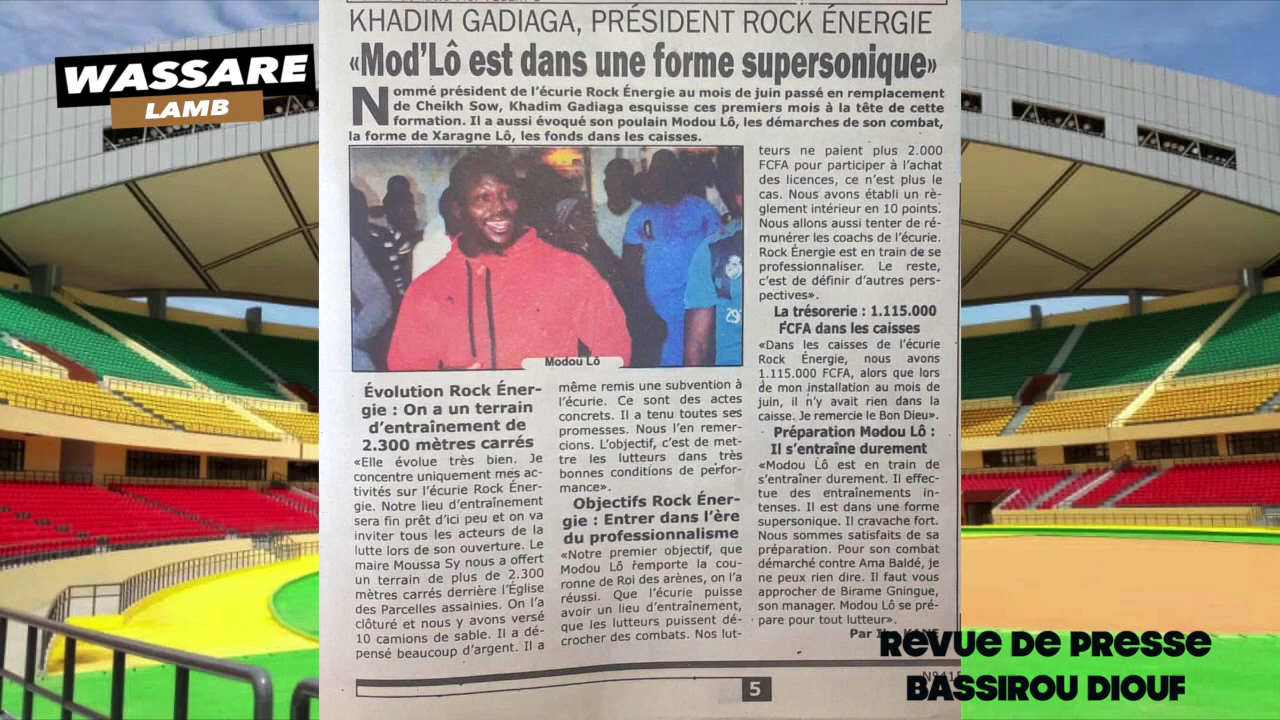 WASSARE
LAMB
KHADIM GADIAGA, PRÉSIDENT ROCK ÉNERGIE
«Mod'Lô est dans une forme supersonique»
Nommé président de l'écurie Rock Énergie au mois de juin passé en remplacement
de Cheikh Sow, Khadim Gadiaga esquisse ces premiers mois à la tête de cette
formation. Il a aussi évoqué son poulain Modou Lô, les démarches de son combat,
la forme de Xaragne Lô, les fonds dans les caisses.
Modou Lô
Évolution Rock Éner-
gie : On a un terrain
d'entraînement de
2.300 mètres carrés
«Elle évolue très bien. Je
concentre uniquement mes ac-
tivités sur l'écurie Rock Éner-
gie. Notre lieu d'entraînement
sera fin prêt d'ici peu et on va
inviter tous les acteurs de la
lutte lors de son ouverture. Le
maire Moussa Sy nous a offert
un terrain de plus de 2.300
mètres carrés derrière l'Église
des Parcelles assainies. On l'a
clôturé et nous y avons versé
10 camions de sable. Il a dé-
pensé beaucoup d'argent. Il a
même remis une subvention à
l'écurie. Ce sont des actes
concrets. Il a tenu toutes ses
promesses. Nous l'en remer-
cions. L'objectif, c'est de met-
tre les lutteurs dans très
bonnes conditions de perfor-
mance».
Objectifs Rock Éner-
gie : Entrer dans l'ère
du professionnalisme
«Notre premier objectif, que
Modou Lô remporte la cou-
ronne de Roi des arènes, on l'a
réussi. Que l'écurie puisse
avoir un lieu d'entraînement,
que les lutteurs puissent dé-
crocher des combats. Nos lut-
teurs ne paient plus 2.000
FCFA pour participer à l'achat
des licences, ce n'est plus le
cas. Nous avons établi un rè-
glement intérieur en 10 points.
Nous allons aussi tenter de ré-
munérer les coachs de l'écurie.
Rock Énergie est en train de se
professionnaliser. Le reste,
c'est de définir d'autres pers-
pectives».
La trésorerie : 1.115.000
FCFA dans les caisses
«Dans les caisses de l'écurie
Rock Énergie, nous avons
1.115.000 FCFA, alors que lors
de mon installation au mois de
juin, il n'y avait rien dans la
caisse. Je remercie le Bon Dieu».
Préparation Modou Lô :
Il s'entraîne durement
«Modou Lô est en train de
s'entraîner durement. Il effec-
tue des entraînements in-
tenses. Il est dans une forme
supersonique. Il cravache fort.
Nous sommes satisfaits de sa
préparation. Pour son combat
démarché contre Ama Baldé, je
ne peux rien dire. Il faut vous
approcher de Birame Gningue,
son manager. Modou Lô se pré-
pare pour tout lutteur».
Par
5
REVUE DE PRESSE
BASSIROU DIOUF